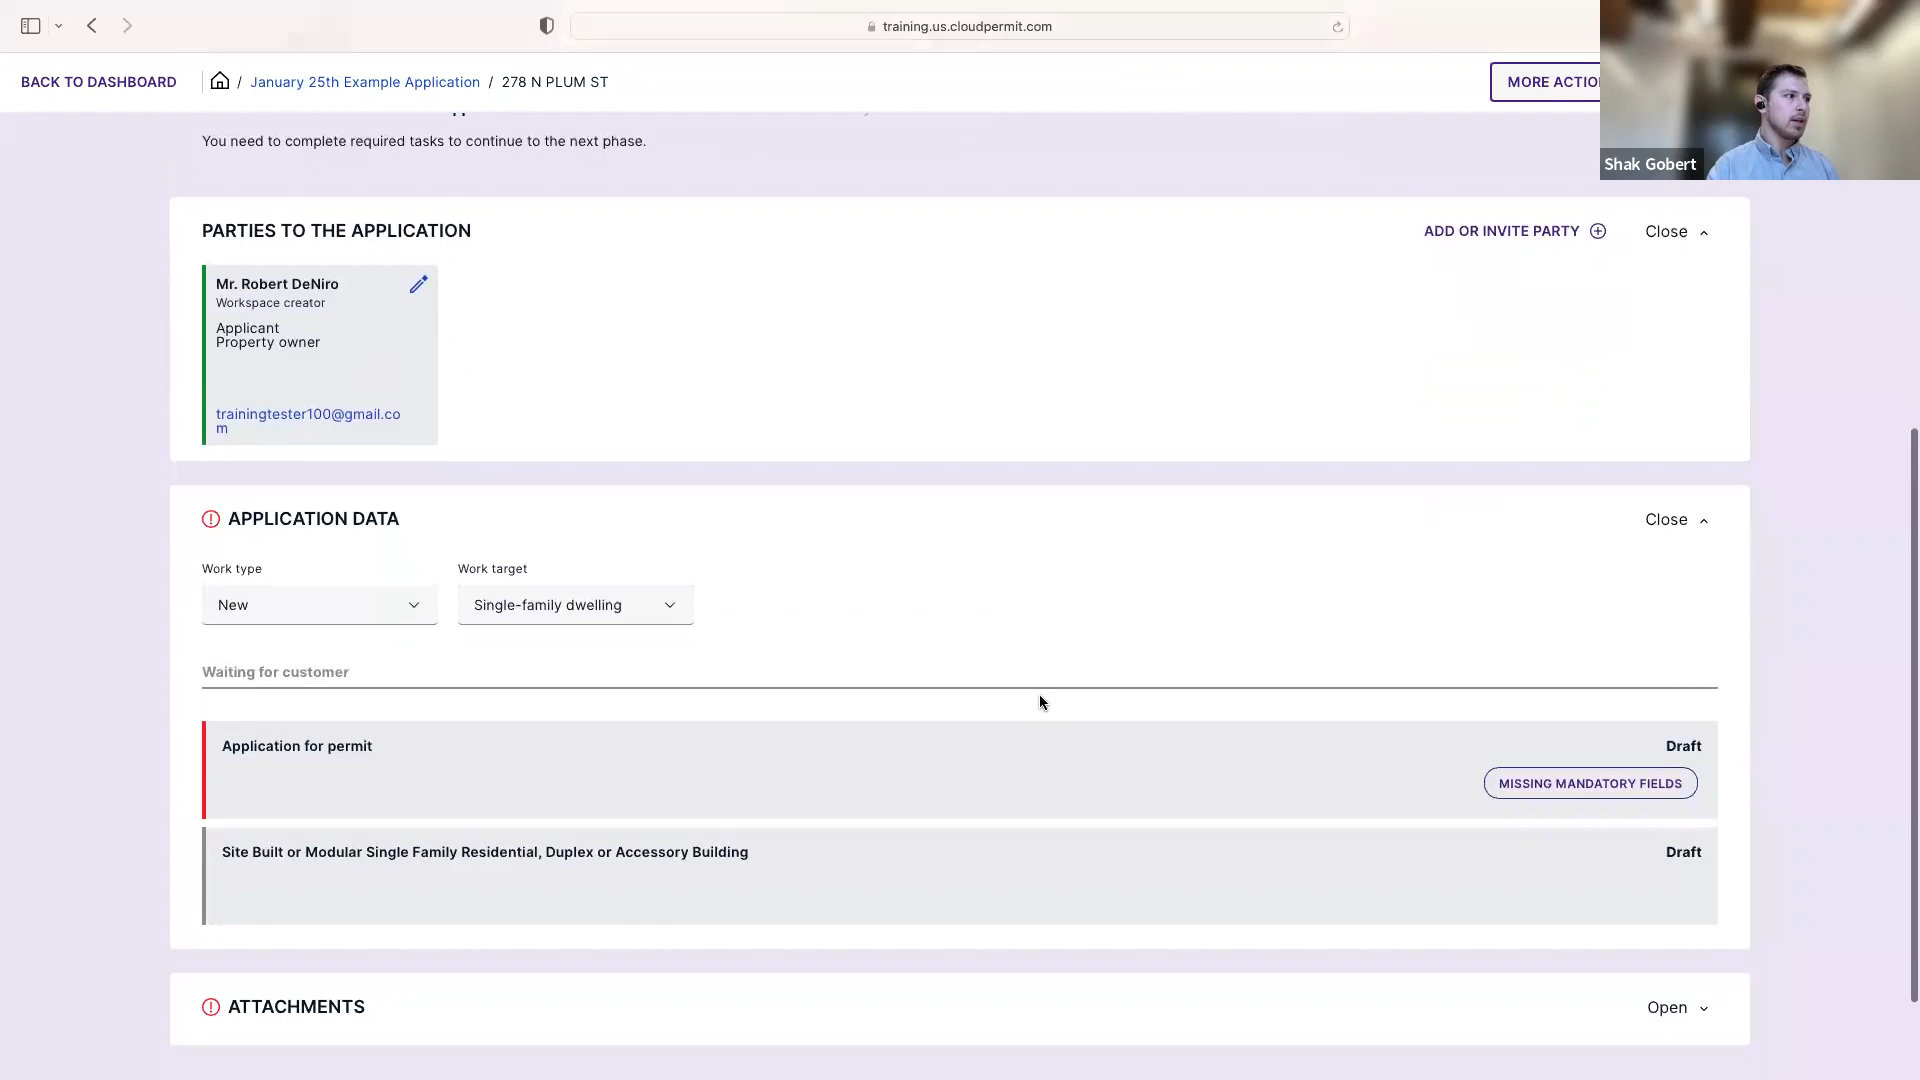 training.us.cloudpermit.com
BACK TO DASHBOARD / January 25th Example Application / 278 N PLUM ST
MORE ACTIO
Shak Gobert
You need to complete required tasks to continue to the next phase.
PARTIES TO THE APPLICATION
ADD OR INVITE PARTY
Close
Mr. Robert DeNiro
Workspace creator
Applicant
Property owner
trainingtester100@gmail.co
m
APPLICATION DATA
Close
Work type
Work target
New
Single-family dwelling
Waiting for customer
Application for permit
Draft
MISSING MANDATORY FIELDS
Site Built or Modular Single Family Residential, Duplex or Accessory Building
Draft
ATTACHMENTS
Open